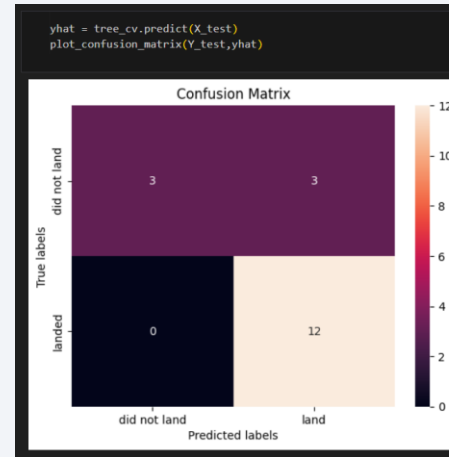 yhat = tree_cv.predict(X_test)
plot_confusion_matrix(Y_test,yhat)
Confusion Matrix
12
10
8
6
4
2
0
True labels
did not land
3
3
landed
0
12
did not land
land
Predicted labels